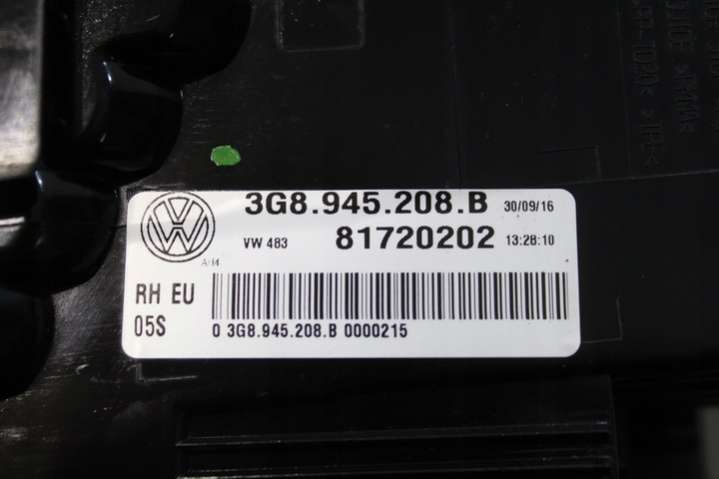 3G8.945.208.B 30/09/16
VW 483 81720202 13:28:10
RH EU
05S
0 3G8.945.208.B 0000215